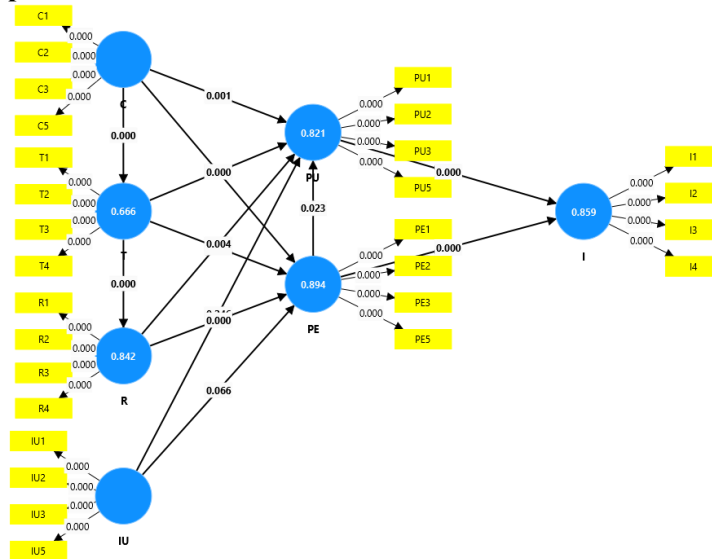 C1
C2
C3
C5
0.000
0.000
0.000
0.000
C
0.000
T1
T2
T3
T4
0.000
0.000
0.000
0.000
0.666
T
0.000
R1
R2
R3
R4
0.000
0.000
0.000
0.000
0.842
R
IU1
IU2
IU3
IU5
0.000
0.000
0.000
0.000
IU
0.001
0.000
0.004
0.000
0.066
0.821
PU
0.023
0.894
PE
PU1
PU2
PU3
PU5
0.000
0.000
0.000
0.000
PE1
PE2
PE3
PE5
0.000
0.000
0.000
0.000
0.000
0.000
0.859
I
I1
I2
I3
I4
0.000
0.000
0.000
0.000